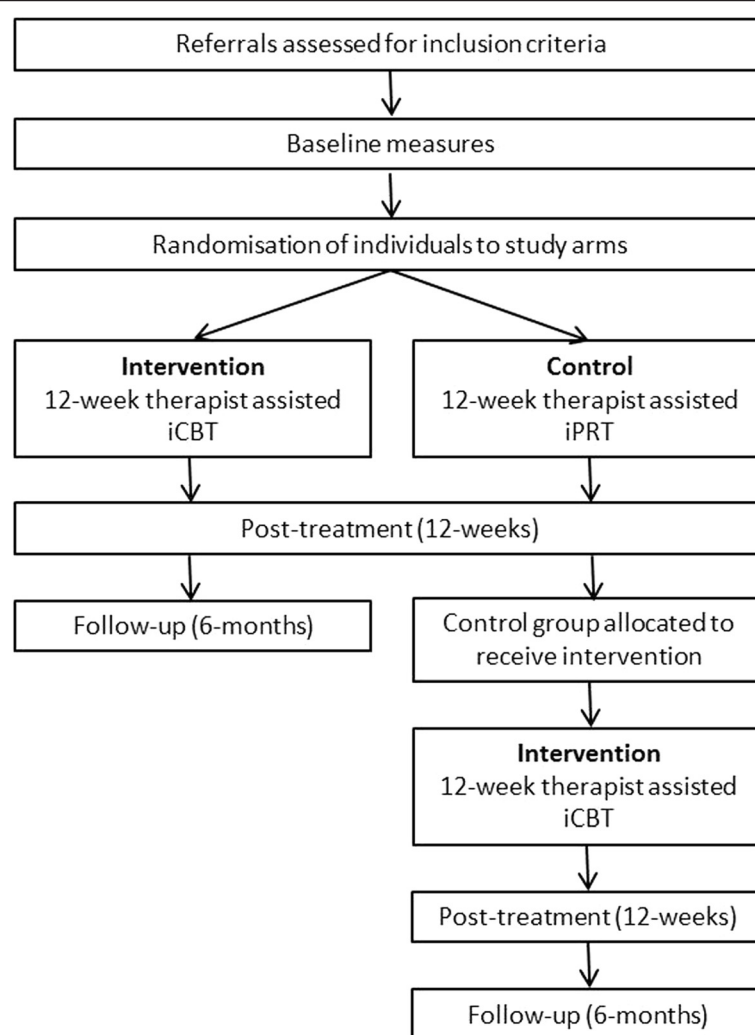 Referrals assessed for inclusion criteria
Baseline measures
Randomisation of individuals to study arms
Intervention
12-week therapist assisted
iCBT
Control
12-week therapist assisted
iPRT
Post-treatment (12-weeks)
Follow-up (6-months)
Control group allocated to
receive intervention
Intervention
12-week therapist assisted
iCBT
Post-treatment (12-weeks)
Follow-up (6-months)